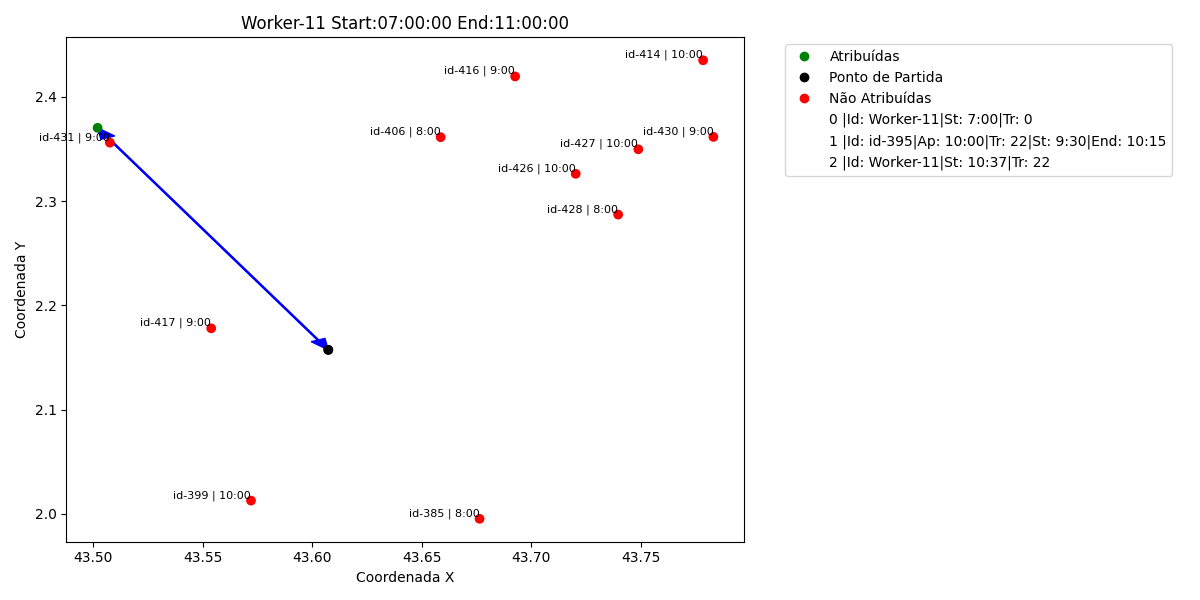 Worker-11 Start:07:00:00 End:11:00:00
Coordenada Y
2.4
2.3
2.2
2.1
2.0
id-414 | 10:00
id-416 | 9:00
id-431 | 9:00
id-406 | 8:00
id-430 | 9:00
id-427 | 10:00
id-426 | 10:00
id-428 | 8:00
id-417 | 9:00
id-399 | 10:00
id-385 | 8:00
43.50
43.55
43.60
43.65
43.70
43.75
Coordenada X
Atribuídas
Ponto de Partida
Não Atribuídas
0 |Id: Worker-11|St: 7:00|Tr: 0
1 |Id: id-395|Ap: 10:00|Tr: 22|St: 9:30|End: 10:15
2 |Id: Worker-11|St: 10:37|Tr: 22